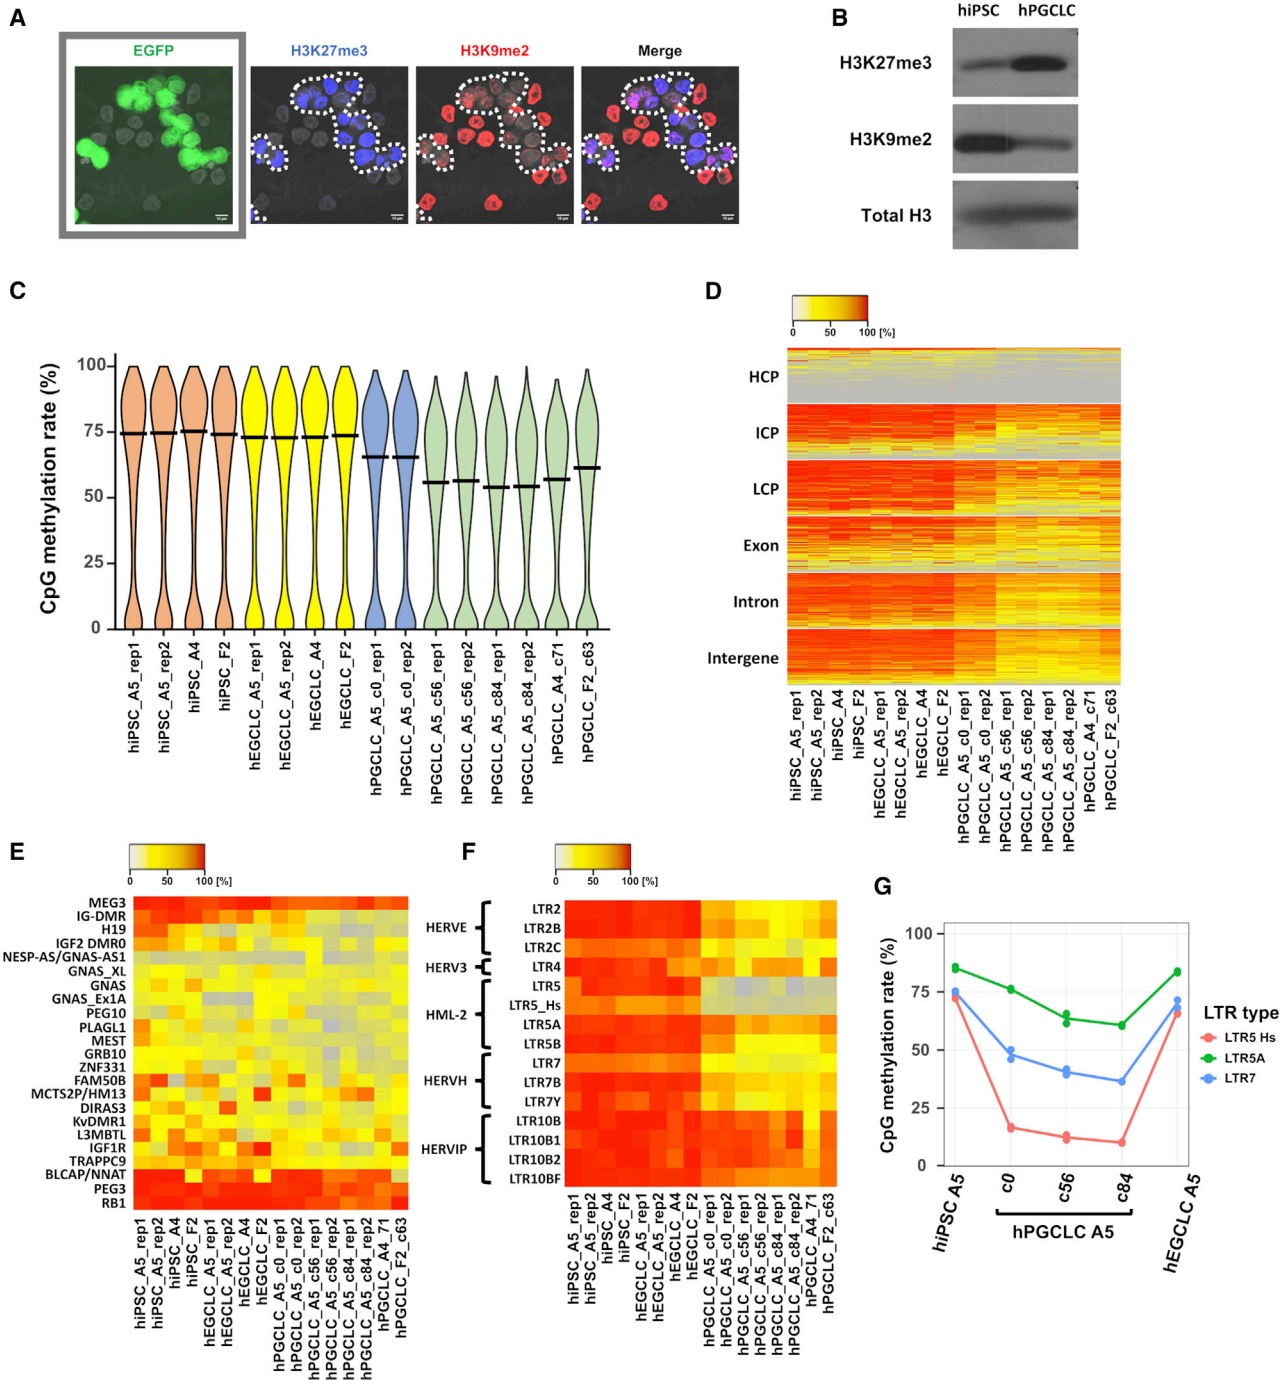 A
EGFP
H3K27me3
H3K9me2
Merge
B
hiPSC hPGCLC
H3K27me3
H3K9me2
Total H3
C
CpG methylation rate (%)
100
75
50
25
0
hiPSC_A5_rep1
hiPSC_A5_rep2
hiPSC_A4
hiPSC_F2
hEGCLC_A5_rep1
hEGCLC_A5_rep2
hEGCLC_A4
hEGCLC_F2
hPGCLC_A5_c0_rep1
hPGCLC_A5_c0_rep2
hPGCLC_A5_c56_rep1
hPGCLC_A5_c56_rep2
hPGCLC_A5_c84_rep1
hPGCLC_A5_c84_rep2
hPGCLC_A4_c71
hPGCLC_F2_c63
D
0 50 100 [%]
HCP
ICP
LCP
Exon
Intron
Intergene
hiPSC_A5_rep1
hiPSC_A5_rep2
hiPSC_A4
hiPSC_F2
hEGCLC_A5_rep1
hEGCLC_A5_rep2
hEGCLC_A4
hEGCLC_F2
hPGCLC_A5_c0_rep1
hPGCLC_A5_c0_rep2
hPGCLC_A5_c56_rep1
hPGCLC_A5_c56_rep2
hPGCLC_A5_c84_rep1
hPGCLC_A5_c84_rep2
hPGCLC_A4_c71
hPGCLC_F2_c63
E
0 50 100 [%]
MEG3
IG-DMR
H19
IGF2 DMR0
NESP-AS/GNAS-AS1
GNAS_XL
GNAS
GNAS_Ex1A
PEG10
PLAGL1
MEST
GRB10
ZNF331
FAM50B
MCTS2P/HM13
DIRAS3
KvDMR1
L3MBTL
IGF1R
TRAPPC9
BLCAP/NNAT
PEG3
RB1
hiPSC_A5_rep1
hiPSC_A5_rep2
hiPSC_A4
hiPSC_F2
hEGCLC_A5_rep1
hEGCLC_A5_rep2
hEGCLC_A4
hEGCLC_F2
hPGCLC_A5_c0_rep1
hPGCLC_A5_c0_rep2
hPGCLC_A5_c56_rep1
hPGCLC_A5_c56_rep2
hPGCLC_A5_c84_rep1
hPGCLC_A5_c84_rep2
hPGCLC_A4_71
hPGCLC_F2_c63
F
0 50 100 [%]
HERVE
HERV3
HML-2
HERVH
HERVIP
LTR2
LTR2B
LTR2C
LTR4
LTR5
LTR5_Hs
LTR5A
LTR5B
LTR7
LTR7B
LTR7Y
LTR10B
LTR10B1
LTR10B2
LTR10BF
hiPSC_A5_rep1
hiPSC_A5_rep2
hiPSC_A4
hiPSC_F2
hEGCLC_A5_rep1
hEGCLC_A5_rep2
hEGCLC_A4
hEGCLC_F2
hPGCLC_A5_c0_rep1
hPGCLC_A5_c0_rep2
hPGCLC_A5_c56_rep1
hPGCLC_A5_c56_rep2
hPGCLC_A5_c84_rep1
hPGCLC_A5_c84_rep2
hPGCLC_A4_71
hPGCLC_F2_c63
G
CpG methylation rate (%)
100
75
50
25
0
hiPSC A5
c0
c56
c84
hPGCLC A5
hEGCLC A5
LTR type
LTR5 Hs
LTR5A
LTR7